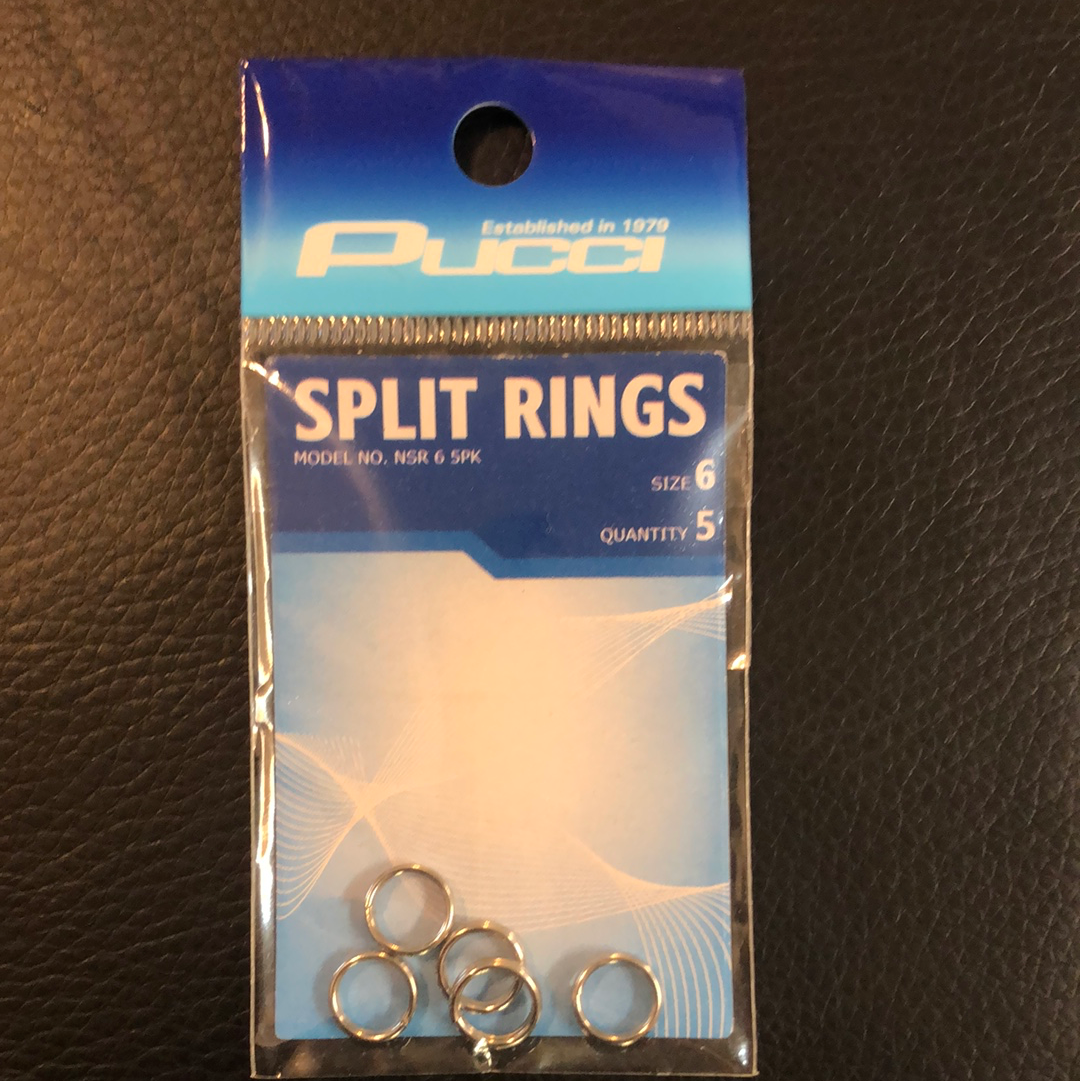 Established in 1979
Pucci
SPLIT RINGS
MODEL NO. NSR 6 5PK
SIZE 6
QUANTITY 5